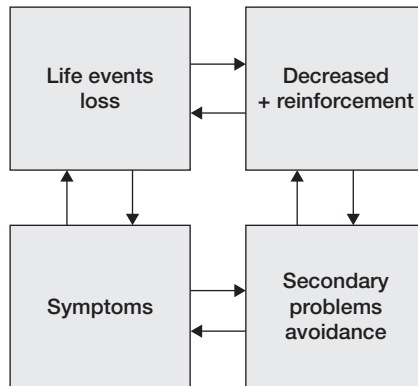 Life events
loss
Decreased
+ reinforcement
Symptoms
Secondary
problems
avoidance